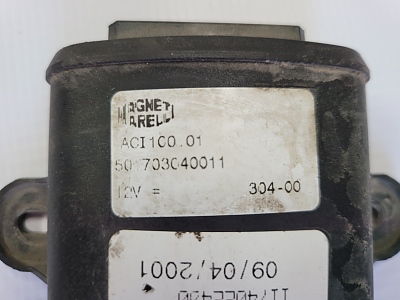 MAGNETI
MARELLI
ACI100.01
50 703040011
12V = 304-00
09/04/2001